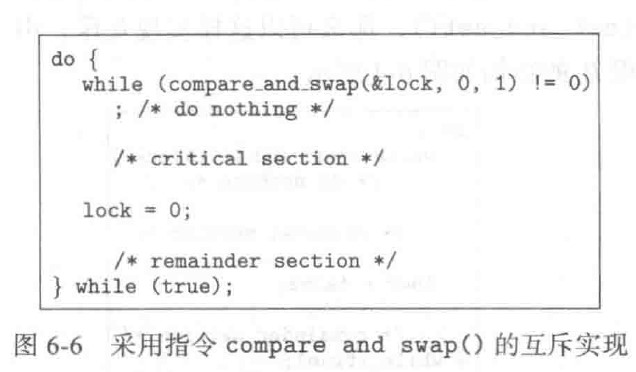 do {
while (compare_and_swap(&lock, 0, 1) != 0)
; /* do nothing */
/* critical section */
lock = 0;
/* remainder section */
} while (true);
图 6-6 采用指令 compare and swap() 的互斥实现